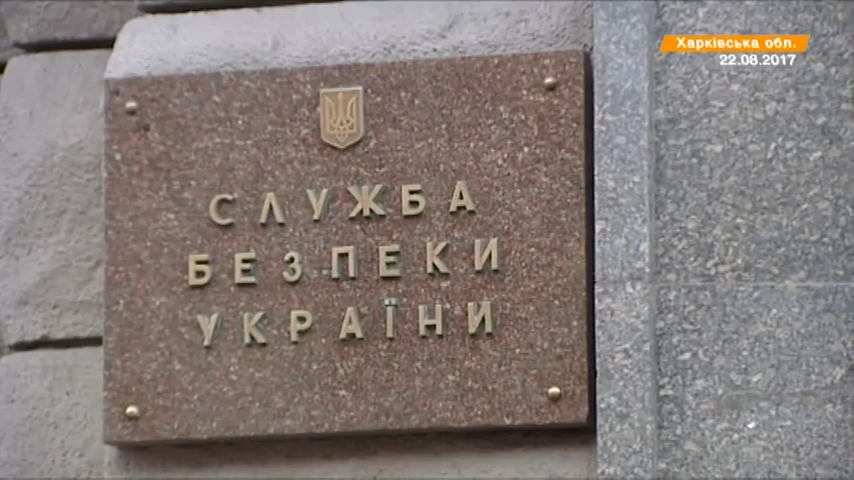 Харківська обл.
22.08.2017
СЛУЖБА
БЕЗПЕКИ
УКРАЇНИ